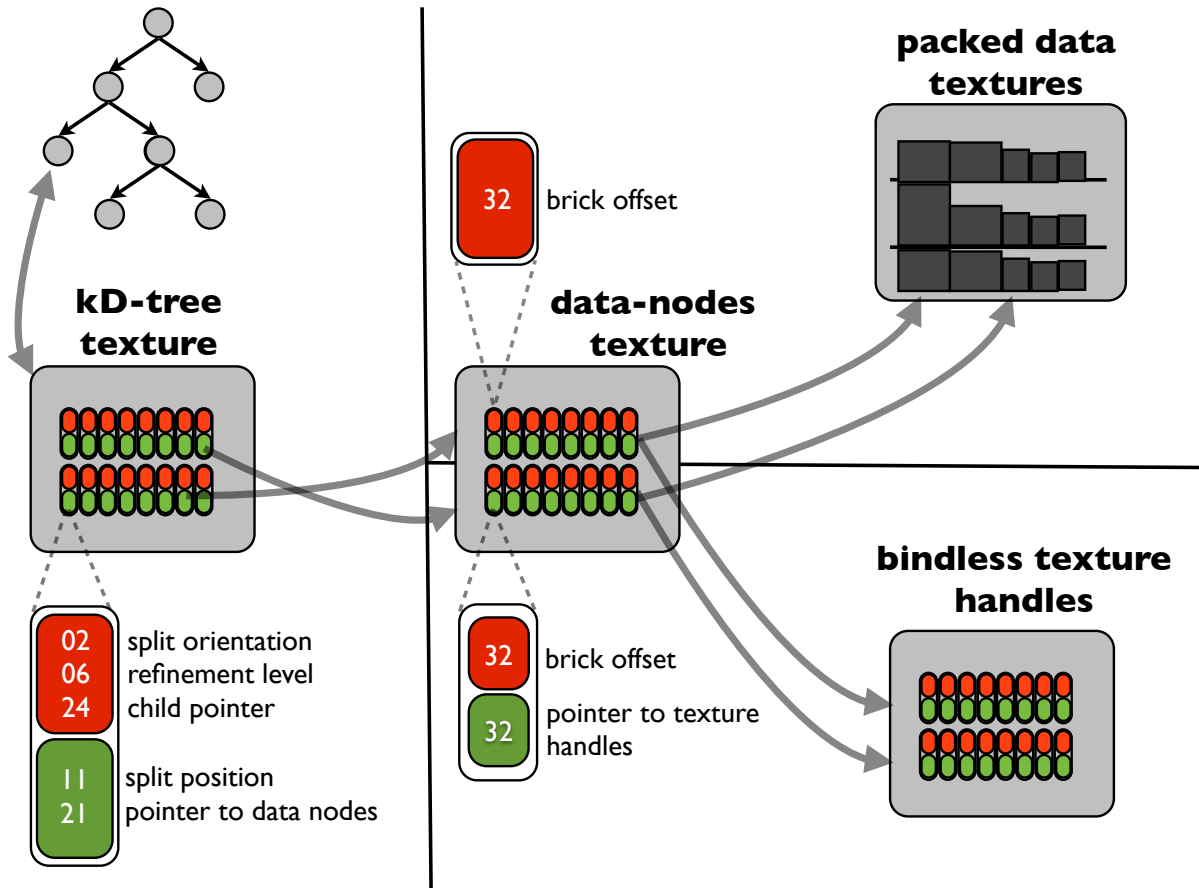 packed data
textures
32
brick offset
kD-tree
texture
data-nodes
texture
02
split orientation
06
refinement level
24
child pointer
11
split position
21
pointer to data nodes
32
brick offset
32
pointer to texture
handles
bindless texture
handles